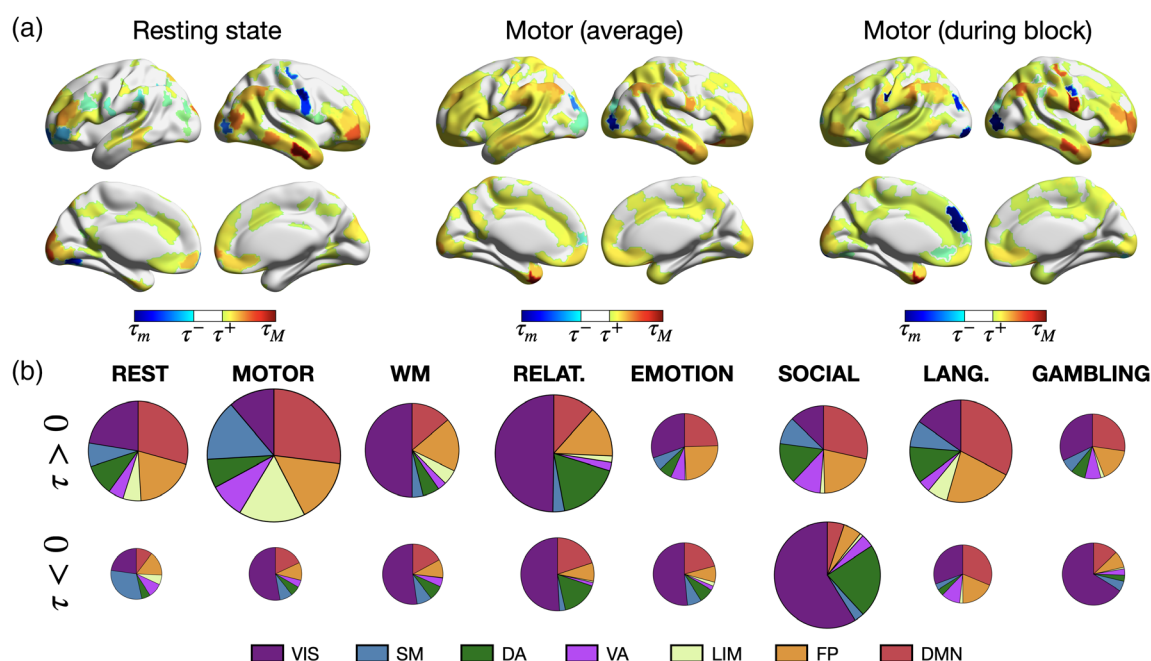 (a)
Resting state Motor (average) Motor (during block)
τm τ− τ+ τM τm τ− τ+ τM τm τ− τ+ τM
(b)
REST MOTOR WM RELAT. EMOTION SOCIAL LANG. GAMBLING
τ > 0
τ < 0
VIS SM DA VA LIM FP DMN